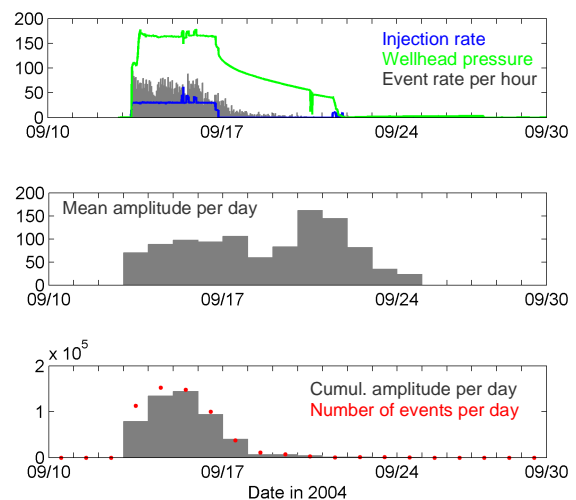 200
150
100
50
0
Injection rate
Wellhead pressure
Event rate per hour
09/10 09/17 09/24 09/30
200
150
100
50
0
Mean amplitude per day
09/10 09/17 09/24 09/30
x 10^5
2
1
0
Cumul. amplitude per day
Number of events per day
09/10 09/17 09/24 09/30
Date in 2004